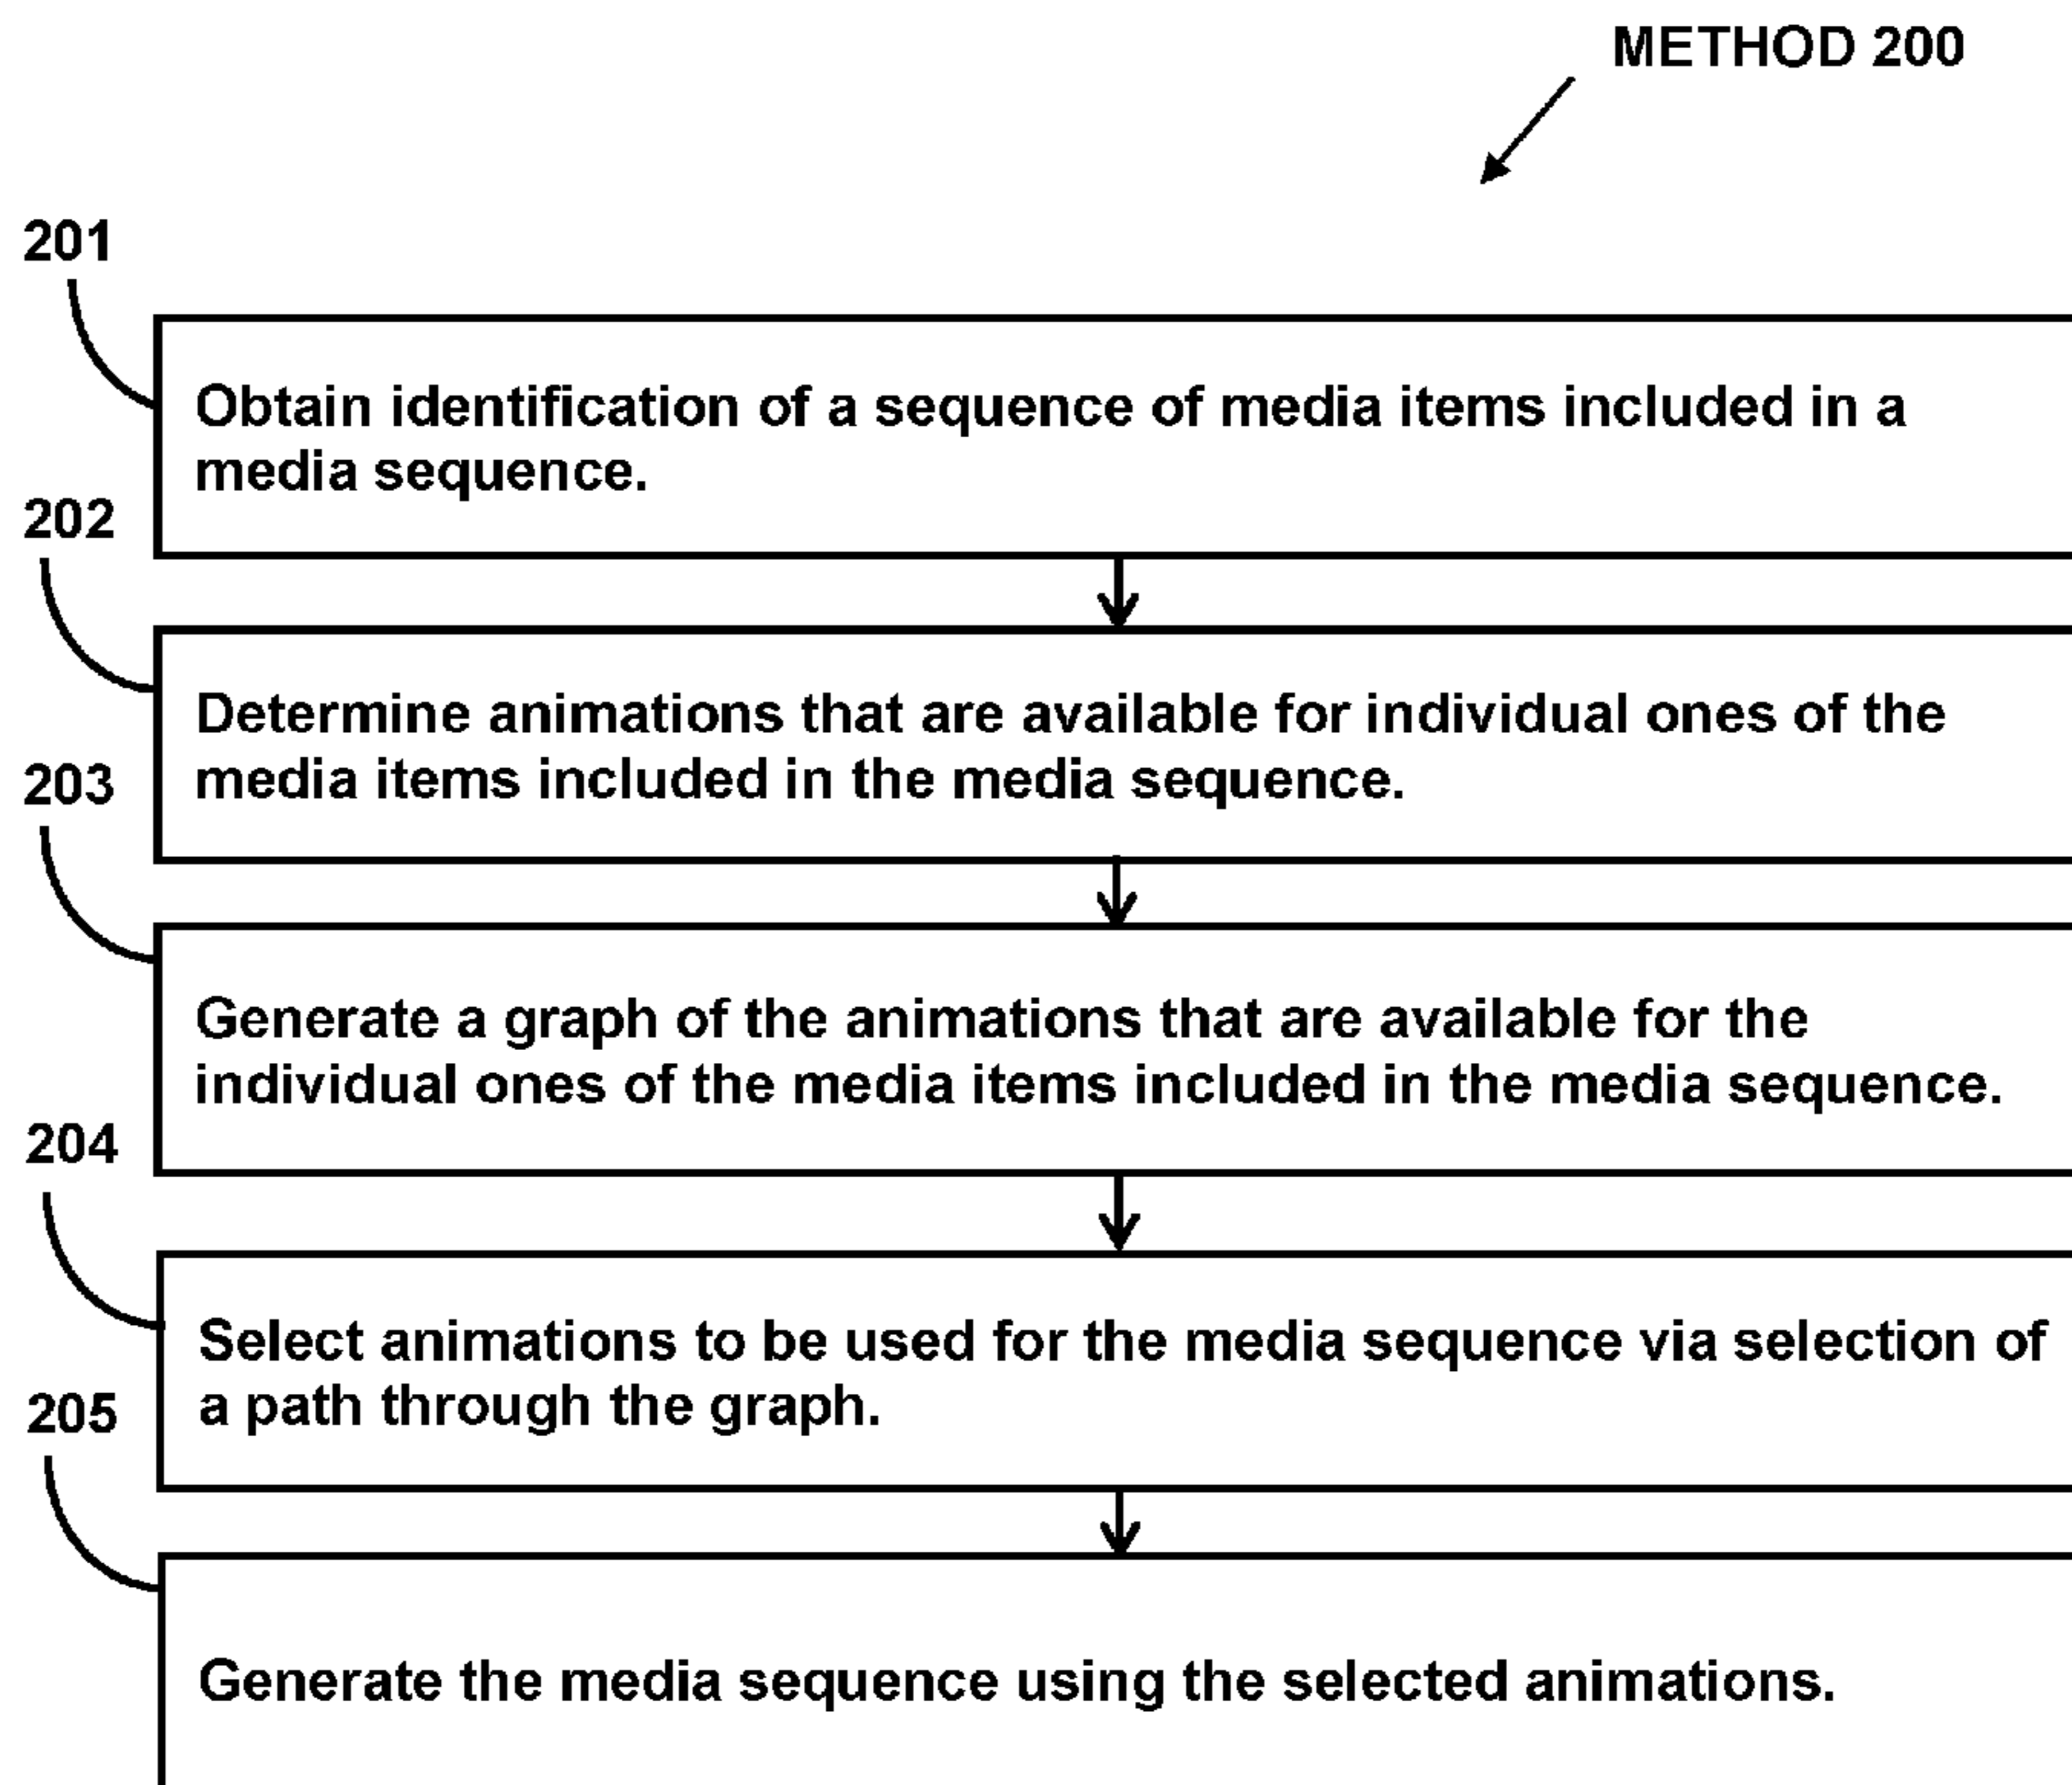 METHOD 200
201
Obtain identification of a sequence of media items included in a
media sequence.
202
Determine animations that are available for individual ones of the
media items included in the media sequence.
203
Generate a graph of the animations that are available for the
individual ones of the media items included in the media sequence.
204
Select animations to be used for the media sequence via selection of
a path through the graph.
205
Generate the media sequence using the selected animations.